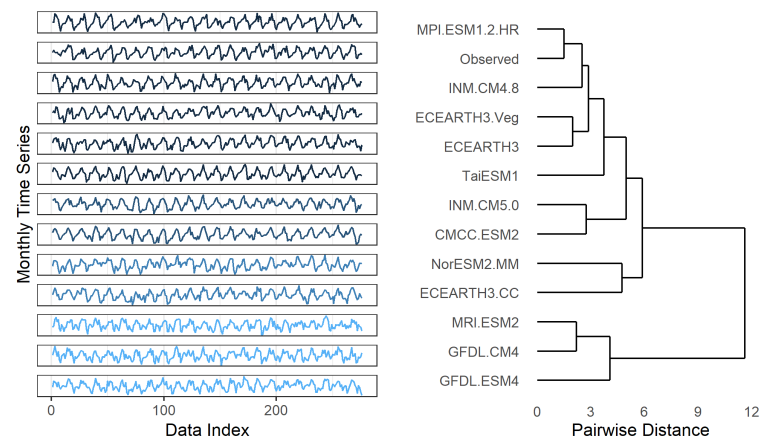 Monthly Time Series
0 100 200
Data Index
MPI.ESM1.2.HR
Observed
INM.CM4.8
ECEARTH3.Veg
ECEARTH3
TaiESM1
INM.CM5.0
CMCC.ESM2
NorESM2.MM
ECEARTH3.CC
MRI.ESM2
GFDL.CM4
GFDL.ESM4
0 3 6 9 12
Pairwise Distance